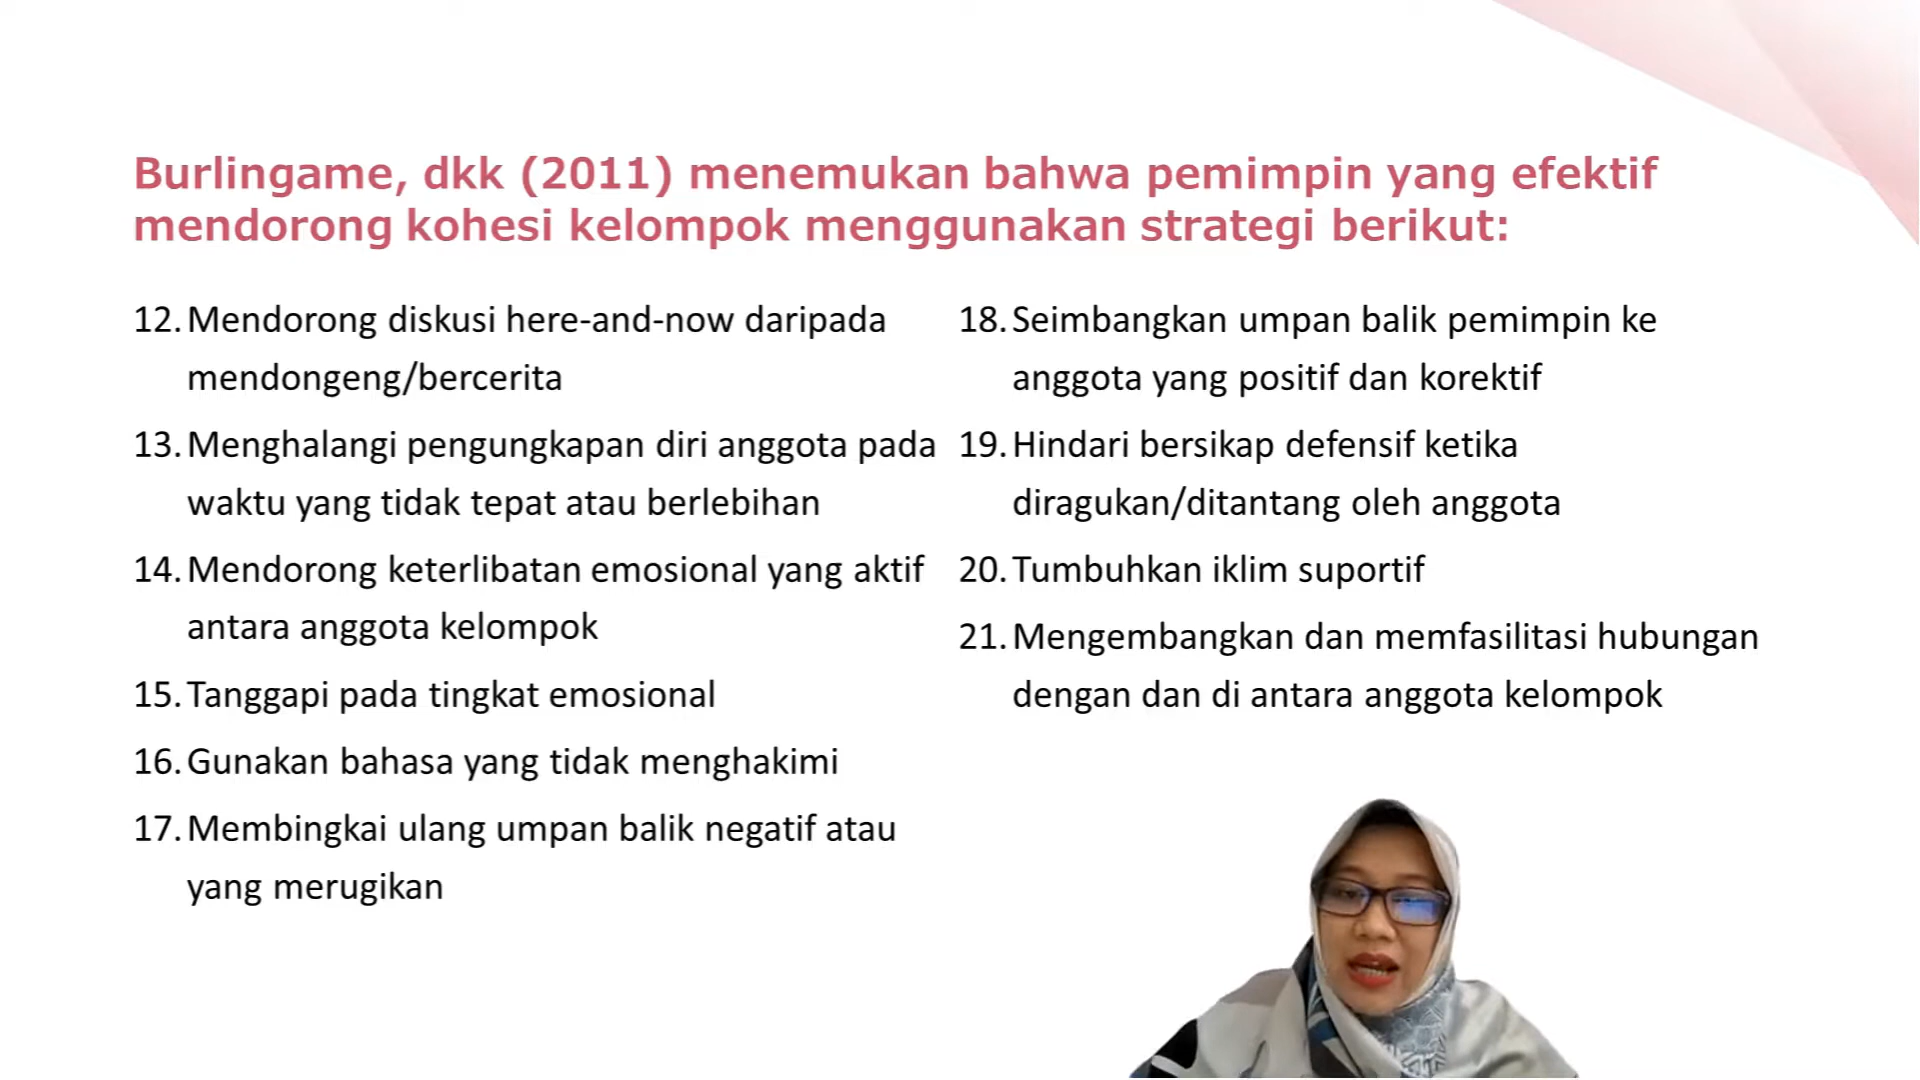 Burlingame, dkk (2011) menemukan bahwa pemimpin yang efektif
mendorong kohesi kelompok menggunakan strategi berikut:
12. Mendorong diskusi here-and-now daripada
mendongeng/bercerita
13. Menghalangi pengungkapan diri anggota pada
waktu yang tidak tepat atau berlebihan
14. Mendorong keterlibatan emosional yang aktif
antara anggota kelompok
15. Tanggapi pada tingkat emosional
16. Gunakan bahasa yang tidak menghakimi
17. Membingkai ulang umpan balik negatif atau
yang merugikan
18. Seimbangkan umpan balik pemimpin ke
anggota yang positif dan korektif
19. Hindari bersikap defensif ketika
diragukan/ditantang oleh anggota
20. Tumbuhkan iklim suportif
21. Mengembangkan dan memfasilitasi hubungan
dengan dan di antara anggota kelompok